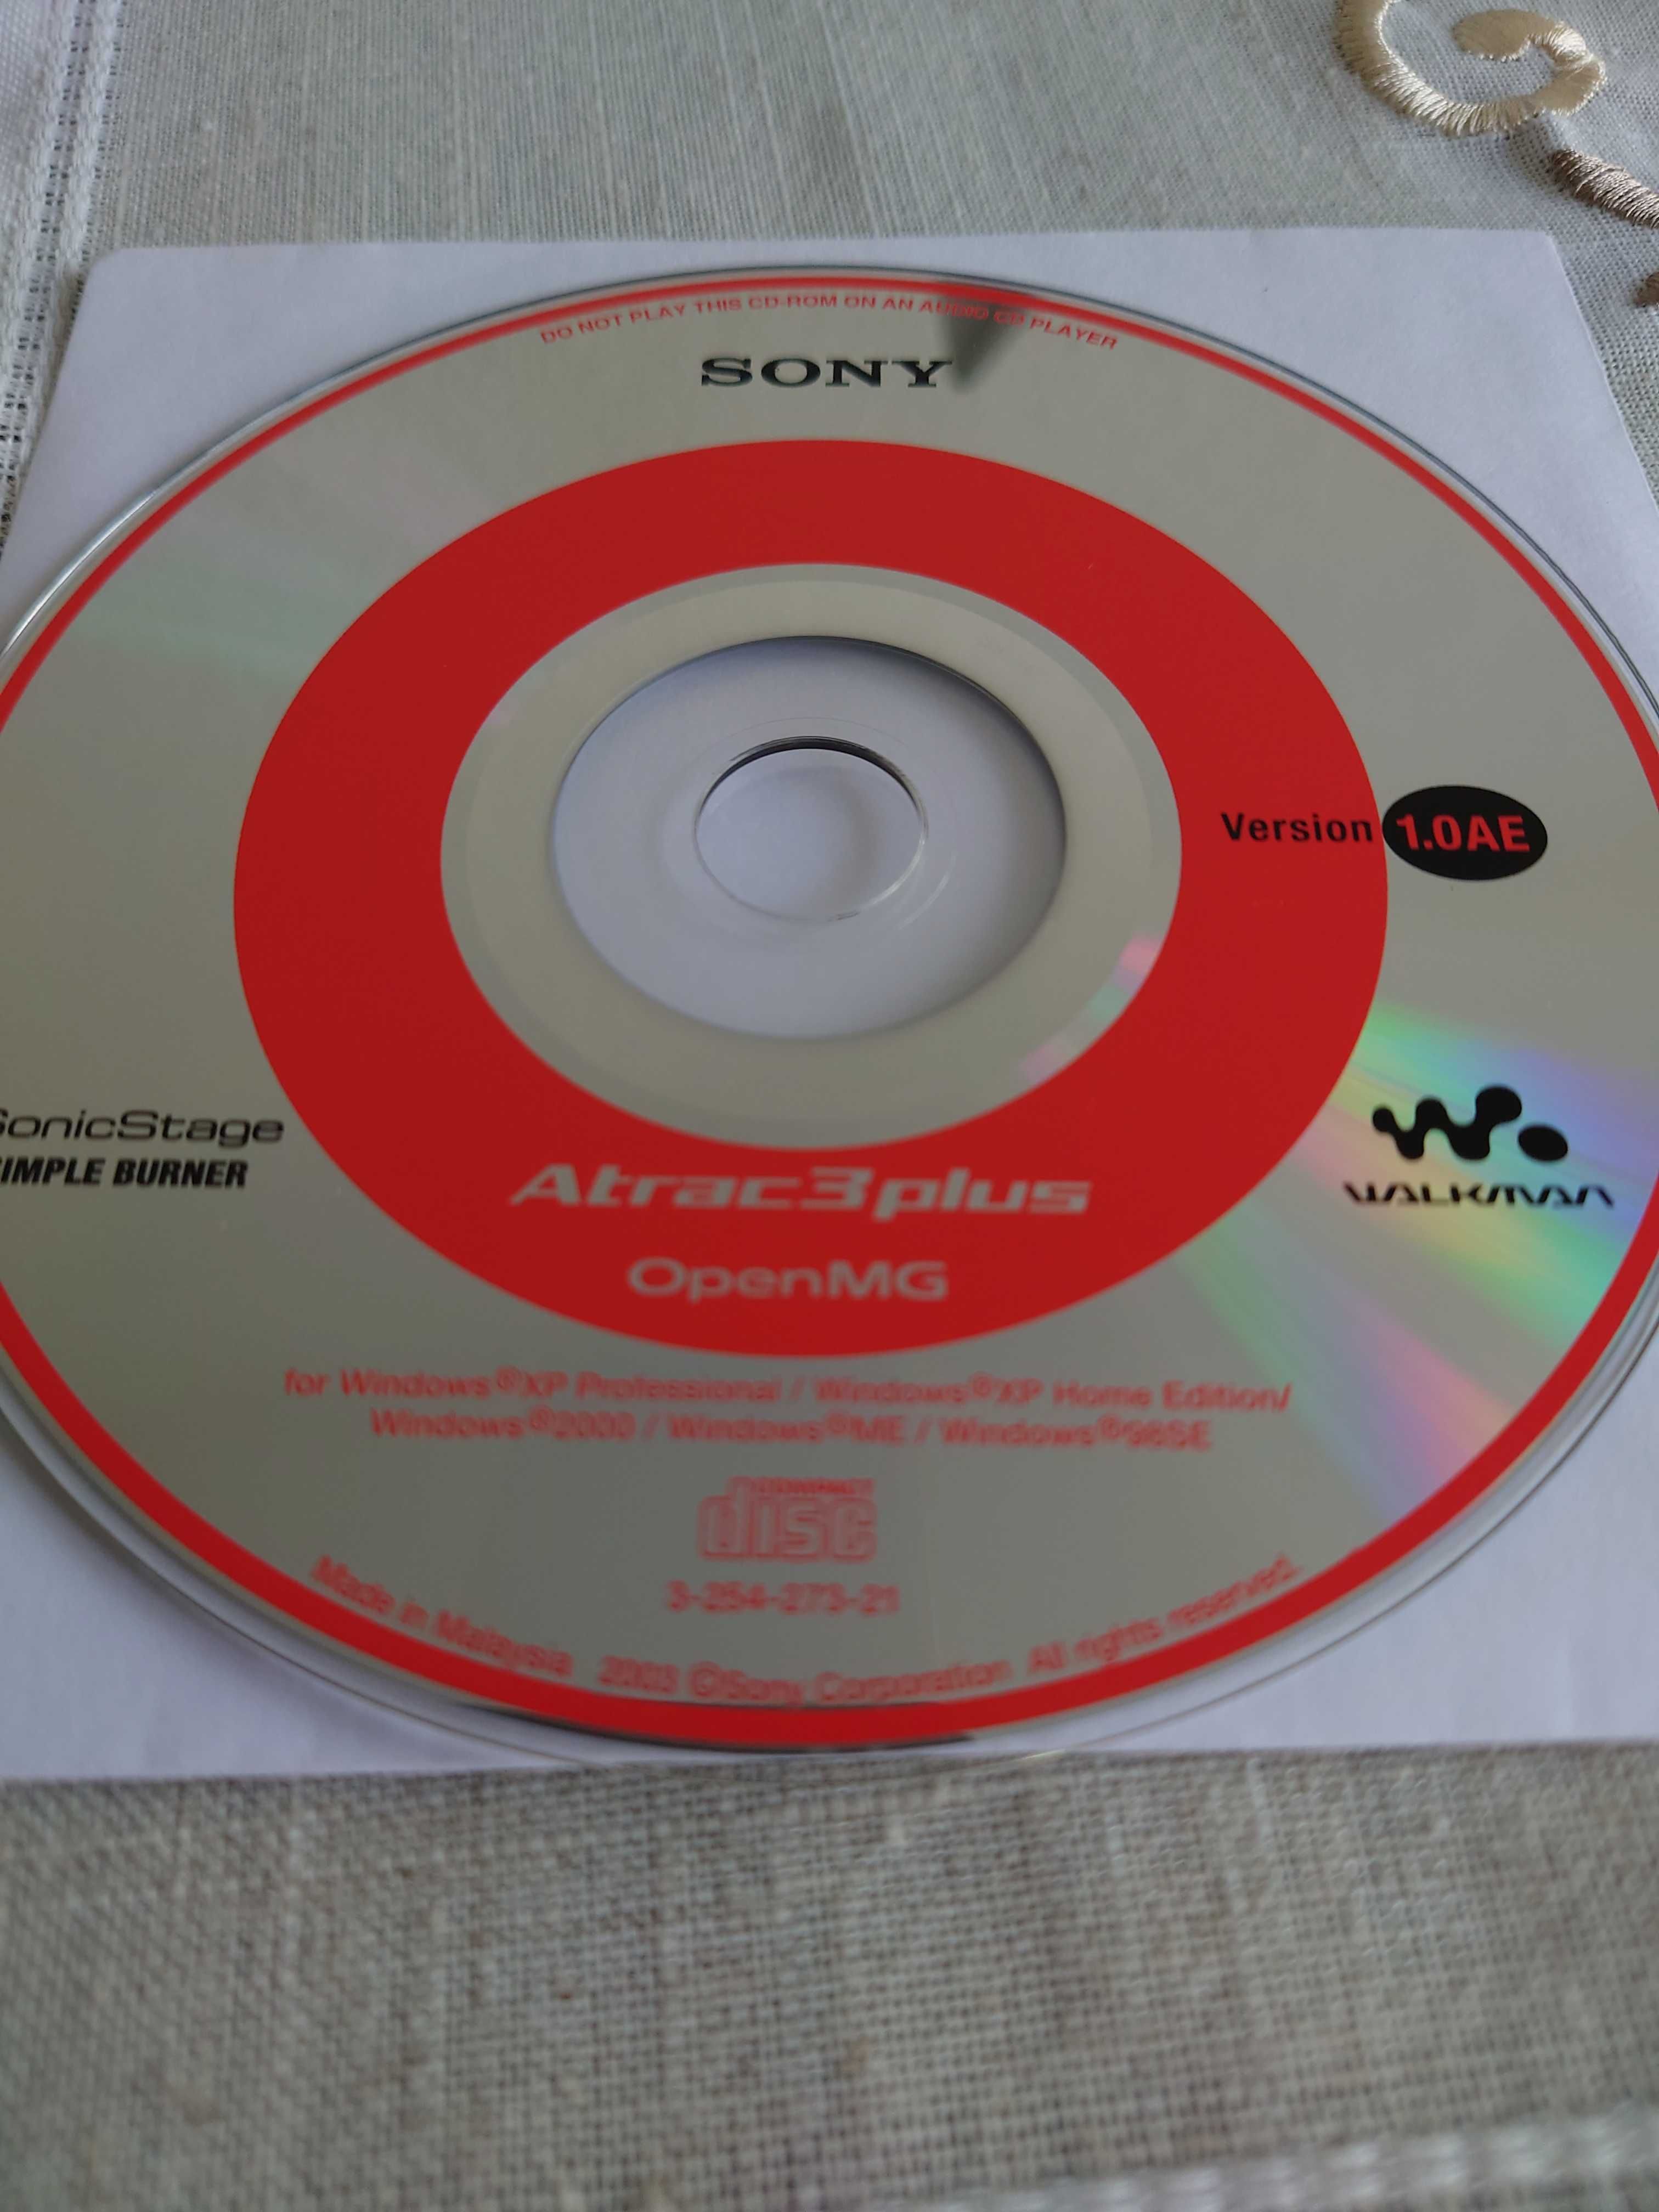 DO NOT PLAY THIS CD-ROM ON AN AUDIO CD PLAYER
SONY
Version 1.0AE
WALKMAN
SonicStage
SIMPLE BURNER
Atrac3plus
OpenMG
for Windows®XP Professional / Windows®XP Home Edition/
Windows®2000 / Windows®ME / Windows®98SE
COMPACT
disc
3-254-273-21
Made in Malaysia 2003 ©Sony Corporation All rights reserved.